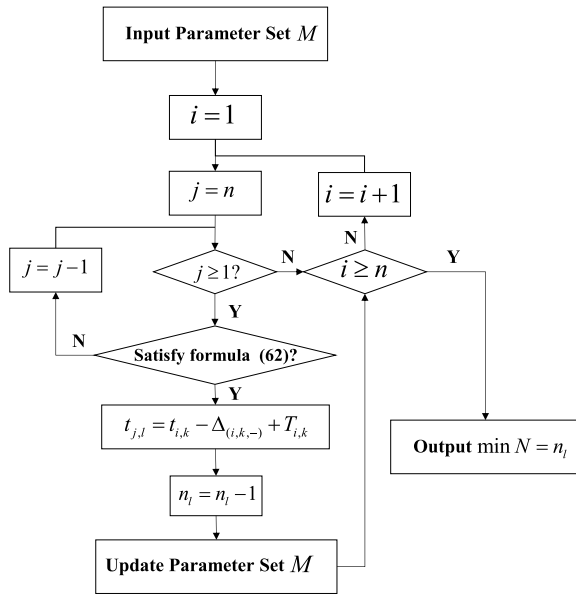 Input Parameter Set M
i = 1
j = n
i = i + 1
j = j − 1
j ≥ 1?
N
i ≥ n
N
Y
Y
N
Satisfy formula (62)?
Y
t_{j,l} = t_{i,k} − Δ_{(i,k,−)} + T_{i,k}
Output min N = n_l
n_l = n_l − 1
Update Parameter Set M